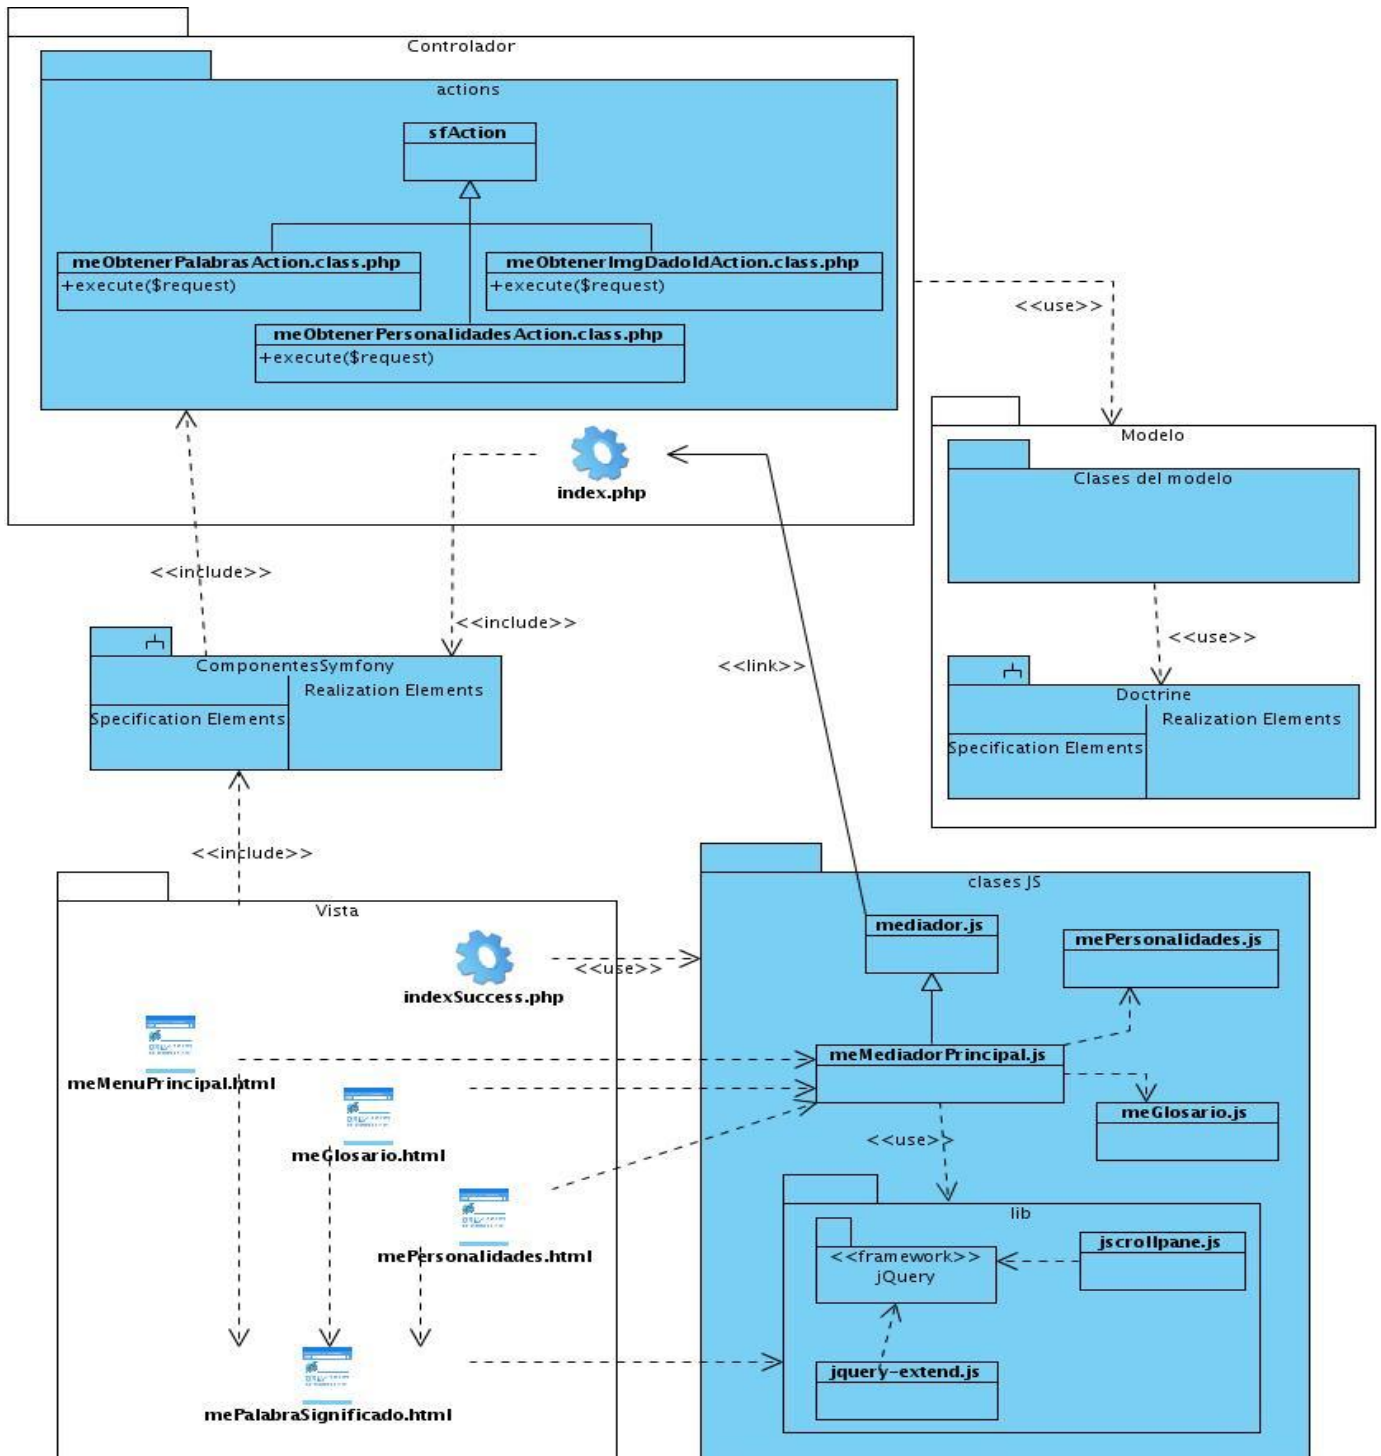 Controlador
actions
sfAction
meObtenerPalabrasAction.class.php
+execute($request)
meObtenerImgDadoIdAction.class.php
+execute($request)
meObtenerPersonalidadesAction.class.php
+execute($request)
<<use>>
index.php
Modelo
Clases del modelo
<<use>>
Doctrine
Realization Elements
Specification Elements
<<include>>
<<include>>
<<link>>
ComponentesSymfony
Realization Elements
Specification Elements
<<include>>
Vista
indexSuccess.php
<<use>>
meMenuPrincipal.html
meGlosario.html
mePersonalidades.html
mePalabraSignificado.html
clases JS
mediador.js
mePersonalidades.js
meMediadorPrincipal.js
meGlosario.js
<<use>>
lib
<<framework>>
jQuery
jscrollpane.js
jquery-extend.js